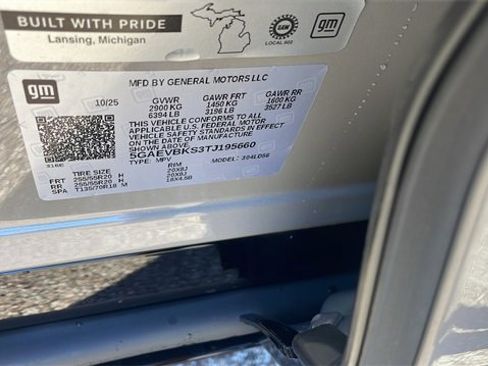 BUILT WITH PRIDE
Lansing, Michigan
LOCAL 602
gm
gm
MFD BY GENERAL MOTORS LLC
10/25 GVWR GAWR FRT GAWR RR
2900 KG 1450 KG 1600 KG
6394 LB 3196 LB 3527 LB
THIS VEHICLE CONFORMS TO ALL
APPLICABLE U.S. FEDERAL MOTOR
VEHICLE SAFETY STANDARDS IN EFFECT
ON THE DATE OF MANUFACTURE
SHOWN ABOVE.
5GAEVBKS3TJ195660
TYPE: MPV MODEL:
TIRE SIZE RIM
FRT 255/55R20 H 20X8J
RR 255/55R20 H 20X8J
SPA T135/70R18 M 18X4.5B